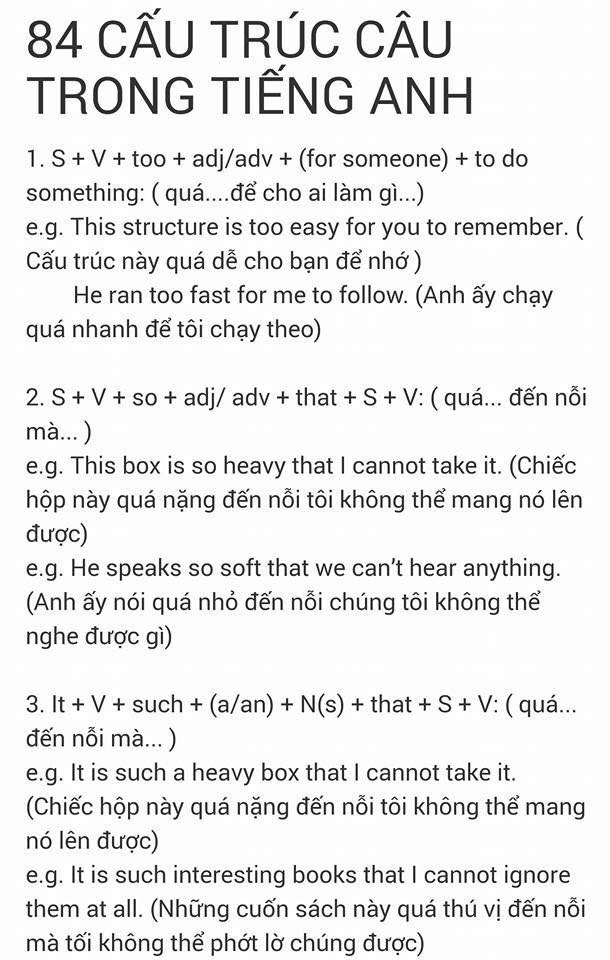 84 CẤU TRÚC CÂU
TRONG TIẾNG ANH
1. S + V + too + adj/adv + (for someone) + to do
something: ( quá....để cho ai làm gì...)
e.g. This structure is too easy for you to remember. (
Cấu trúc này quá dễ cho bạn để nhớ )
He ran too fast for me to follow. (Anh ấy chạy
quá nhanh để tôi chạy theo)
2. S + V + so + adj/ adv + that + S + V: ( quá... đến nỗi
mà... )
e.g. This box is so heavy that I cannot take it. (Chiếc
hộp này quá nặng đến nỗi tôi không thể mang nó lên
được)
e.g. He speaks so soft that we can't hear anything.
(Anh ấy nói quá nhỏ đến nỗi chúng tôi không thể
nghe được gì)
3. It + V + such + (a/an) + N(s) + that + S + V: ( quá...
đến nỗi mà... )
e.g. It is such a heavy box that I cannot take it.
(Chiếc hộp này quá nặng đến nỗi tôi không thể mang
nó lên được)
e.g. It is such interesting books that I cannot ignore
them at all. (Những cuốn sách này quá thú vị đến nỗi
mà tối không thể phớt lờ chúng được)